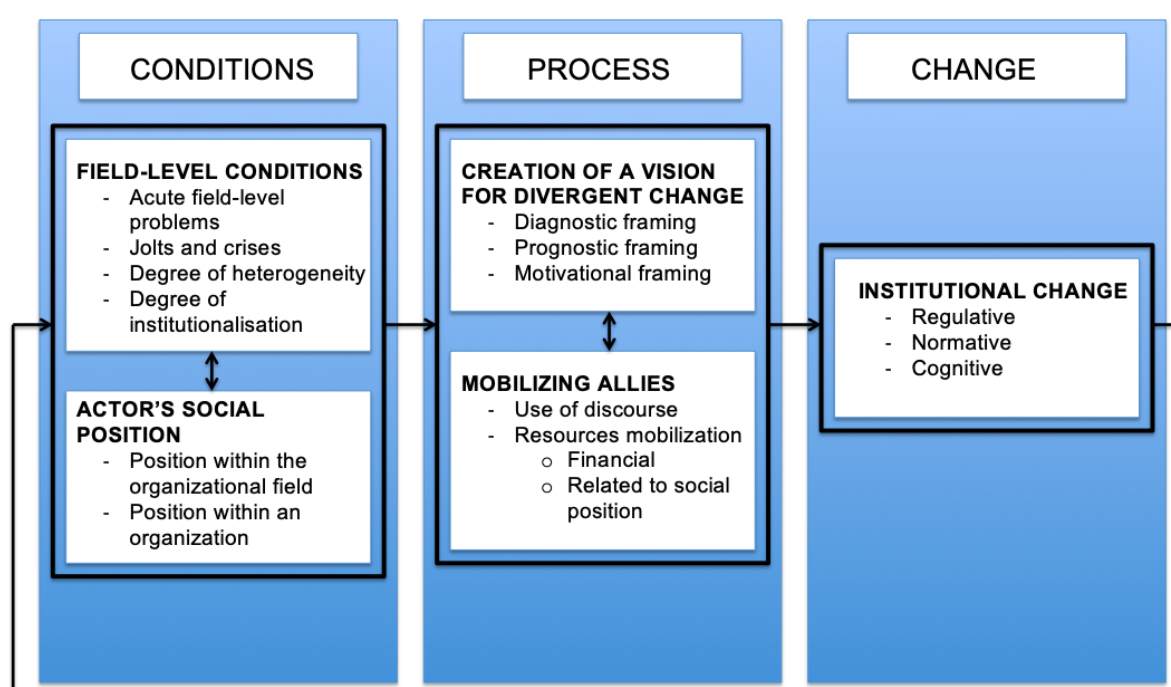 CONDITIONS
FIELD-LEVEL CONDITIONS
- Acute field-level
problems
- Jolts and crises
- Degree of heterogeneity
- Degree of
institutionalisation
ACTOR’S SOCIAL
POSITION
- Position within the
organizational field
- Position within an
organization
PROCESS
CREATION OF A VISION
FOR DIVERGENT CHANGE
- Diagnostic framing
- Prognostic framing
- Motivational framing
MOBILIZING ALLIES
- Use of discourse
- Resources mobilization
o Financial
o Related to social
position
CHANGE
INSTITUTIONAL CHANGE
- Regulative
- Normative
- Cognitive